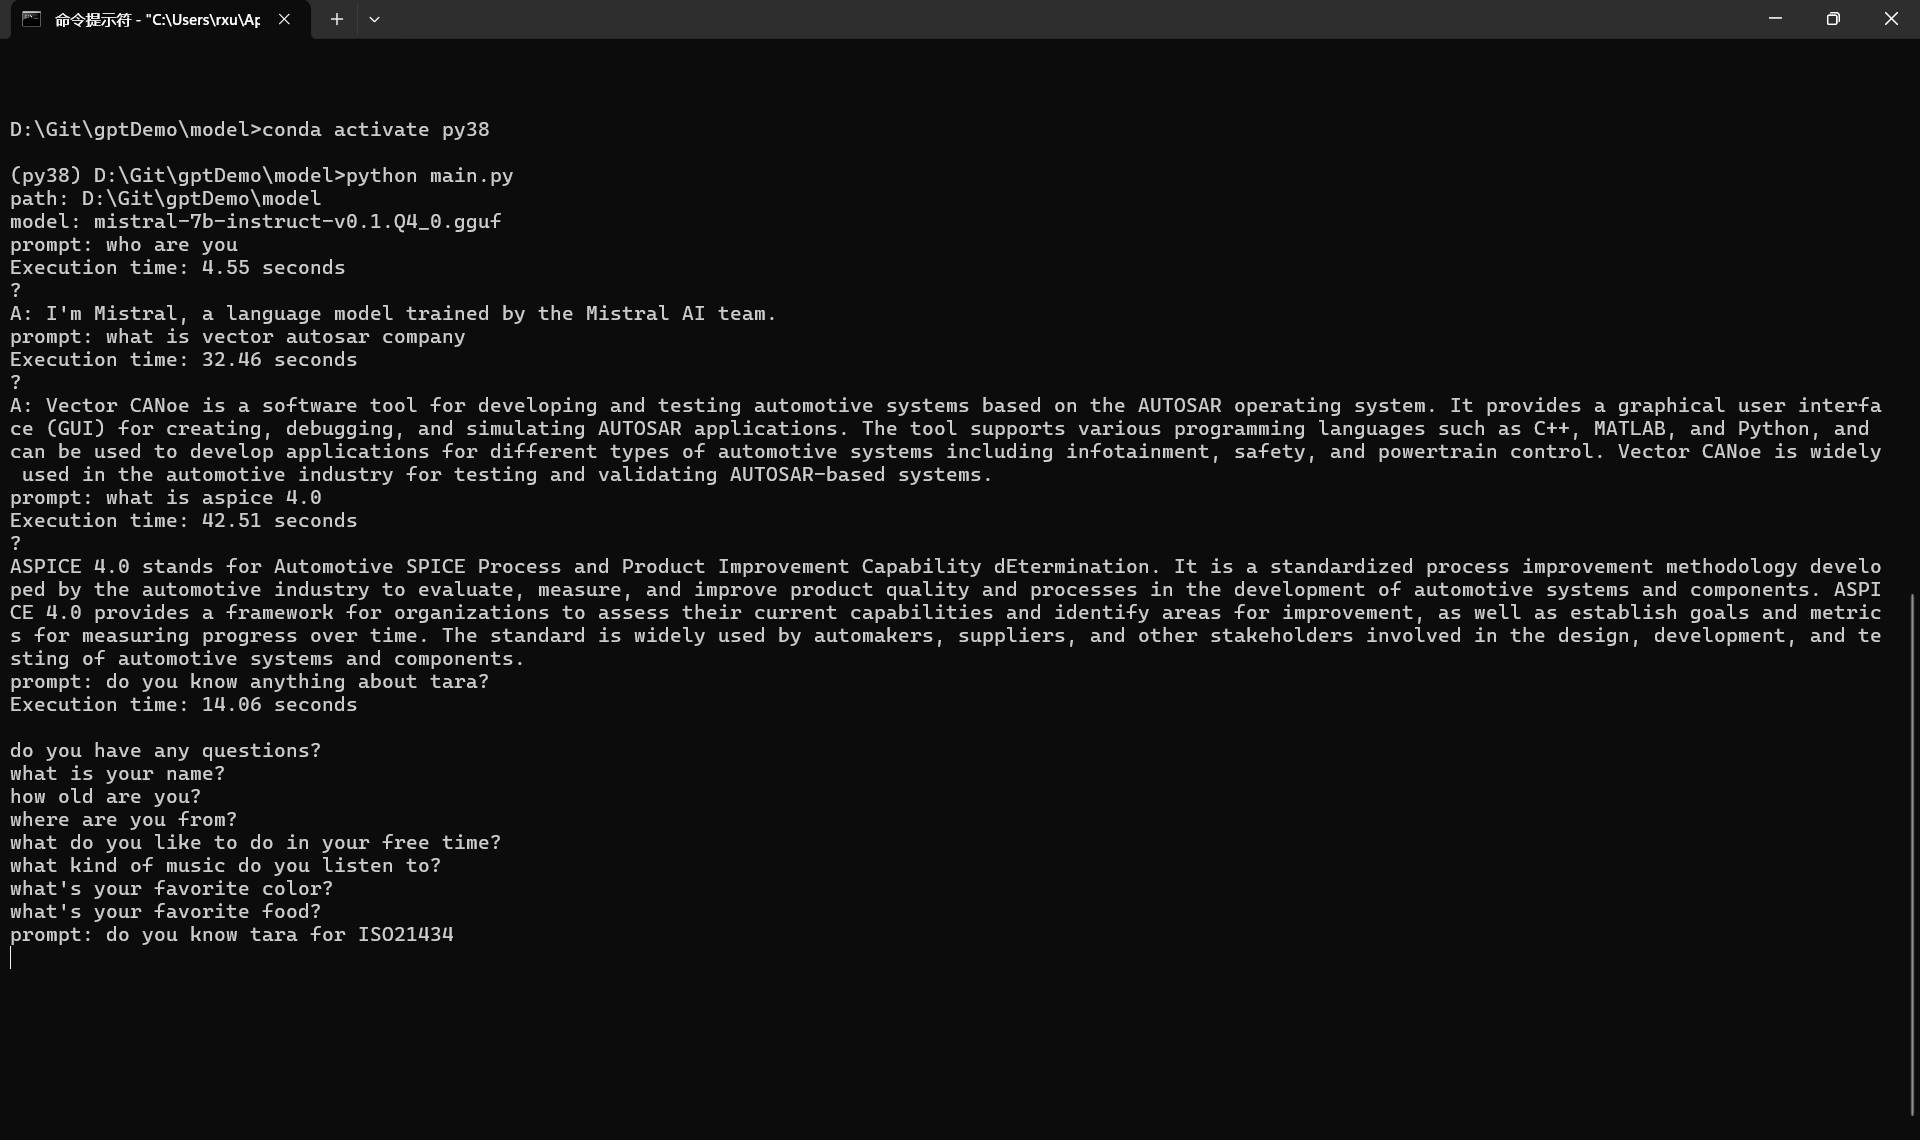 命令提示符 - "C:\Users\rxu\Ap
D:\Git\gptDemo\model>conda activate py38
(py38) D:\Git\gptDemo\model>python main.py
path: D:\Git\gptDemo\model
model: mistral-7b-instruct-v0.1.Q4_0.gguf
prompt: who are you
Execution time: 4.55 seconds
?
A: I'm Mistral, a language model trained by the Mistral AI team.
prompt: what is vector autosar company
Execution time: 32.46 seconds
?
A: Vector CANoe is a software tool for developing and testing automotive systems based on the AUTOSAR operating system. It provides a graphical user interfa
ce (GUI) for creating, debugging, and simulating AUTOSAR applications. The tool supports various programming languages such as C++, MATLAB, and Python, and
can be used to develop applications for different types of automotive systems including infotainment, safety, and powertrain control. Vector CANoe is widely
 used in the automotive industry for testing and validating AUTOSAR-based systems.
prompt: what is aspice 4.0
Execution time: 42.51 seconds
?
ASPICE 4.0 stands for Automotive SPICE Process and Product Improvement Capability dEtermination. It is a standardized process improvement methodology develo
ped by the automotive industry to evaluate, measure, and improve product quality and processes in the development of automotive systems and components. ASPI
CE 4.0 provides a framework for organizations to assess their current capabilities and identify areas for improvement, as well as establish goals and metric
s for measuring progress over time. The standard is widely used by automakers, suppliers, and other stakeholders involved in the design, development, and te
sting of automotive systems and components.
prompt: do you know anything about tara?
Execution time: 14.06 seconds
do you have any questions?
what is your name?
how old are you?
where are you from?
what do you like to do in your free time?
what kind of music do you listen to?
what's your favorite color?
what's your favorite food?
prompt: do you know tara for ISO21434